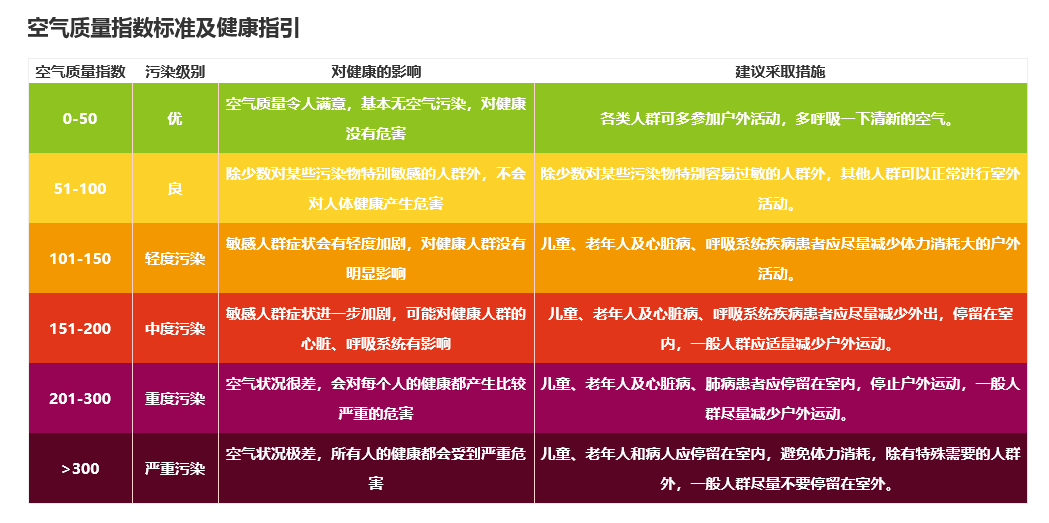 空气质量指数标准及健康指引
空气质量指数 污染级别 对健康的影响 建议采取措施
0-50
优
空气质量令人满意，基本无空气污染，对健康
没有危害
各类人群可多参加户外活动，多呼吸一下清新的空气。
51-100
良
除少数对某些污染物特别敏感的人群外，不会
对人体健康产生危害
除少数对某些污染物特别容易过敏的人群外，其他人群可以正常进行室外
活动。
101-150
轻度污染
敏感人群症状会有轻度加剧，对健康人群没有
明显影响
儿童、老年人及心脏病、呼吸系统疾病患者应尽量减少体力消耗大的户外
活动。
151-200
中度污染
敏感人群症状进一步加剧，可能对健康人群的
心脏、呼吸系统有影响
儿童、老年人及心脏病、呼吸系统疾病患者应尽量减少外出，停留在室
内，一般人群应适量减少户外运动。
201-300
重度污染
空气状况很差，会对每个人的健康都产生比较
严重的危害
儿童、老年人及心脏病、肺病患者应停留在室内，停止户外运动，一般人
群尽量减少户外运动。
>300
严重污染
空气状况极差，所有人的健康都会受到严重危
害
儿童、老年人和病人应停留在室内，避免体力消耗，除有特殊需要的人群
外，一般人群尽量不要停留在室外。